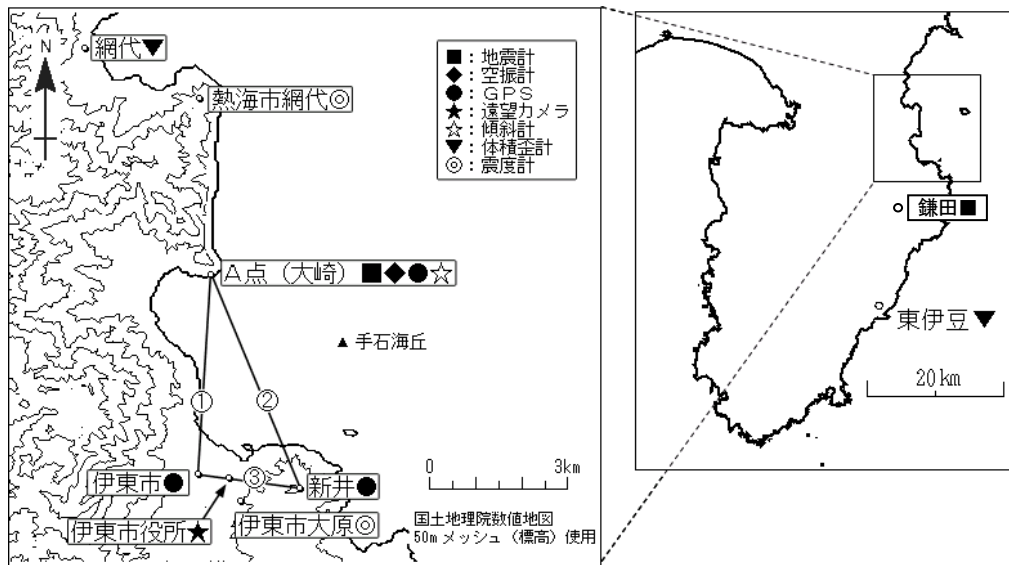 網代▼
N
熱海市網代◎
■：地震計
◆：空振計
●：ＧＰＳ
★：遠望カメラ
☆：傾斜計
▼：体積歪計
◎：震度計
Ａ点（大崎）■◆●☆
▲ 手石海丘
①
②
③
伊東市●
新井●
伊東市役所★
伊東市大原◎
0 3km
国土地理院数値地図
50m メッシュ（標高）使用
鎌田■
東伊豆▼
20km